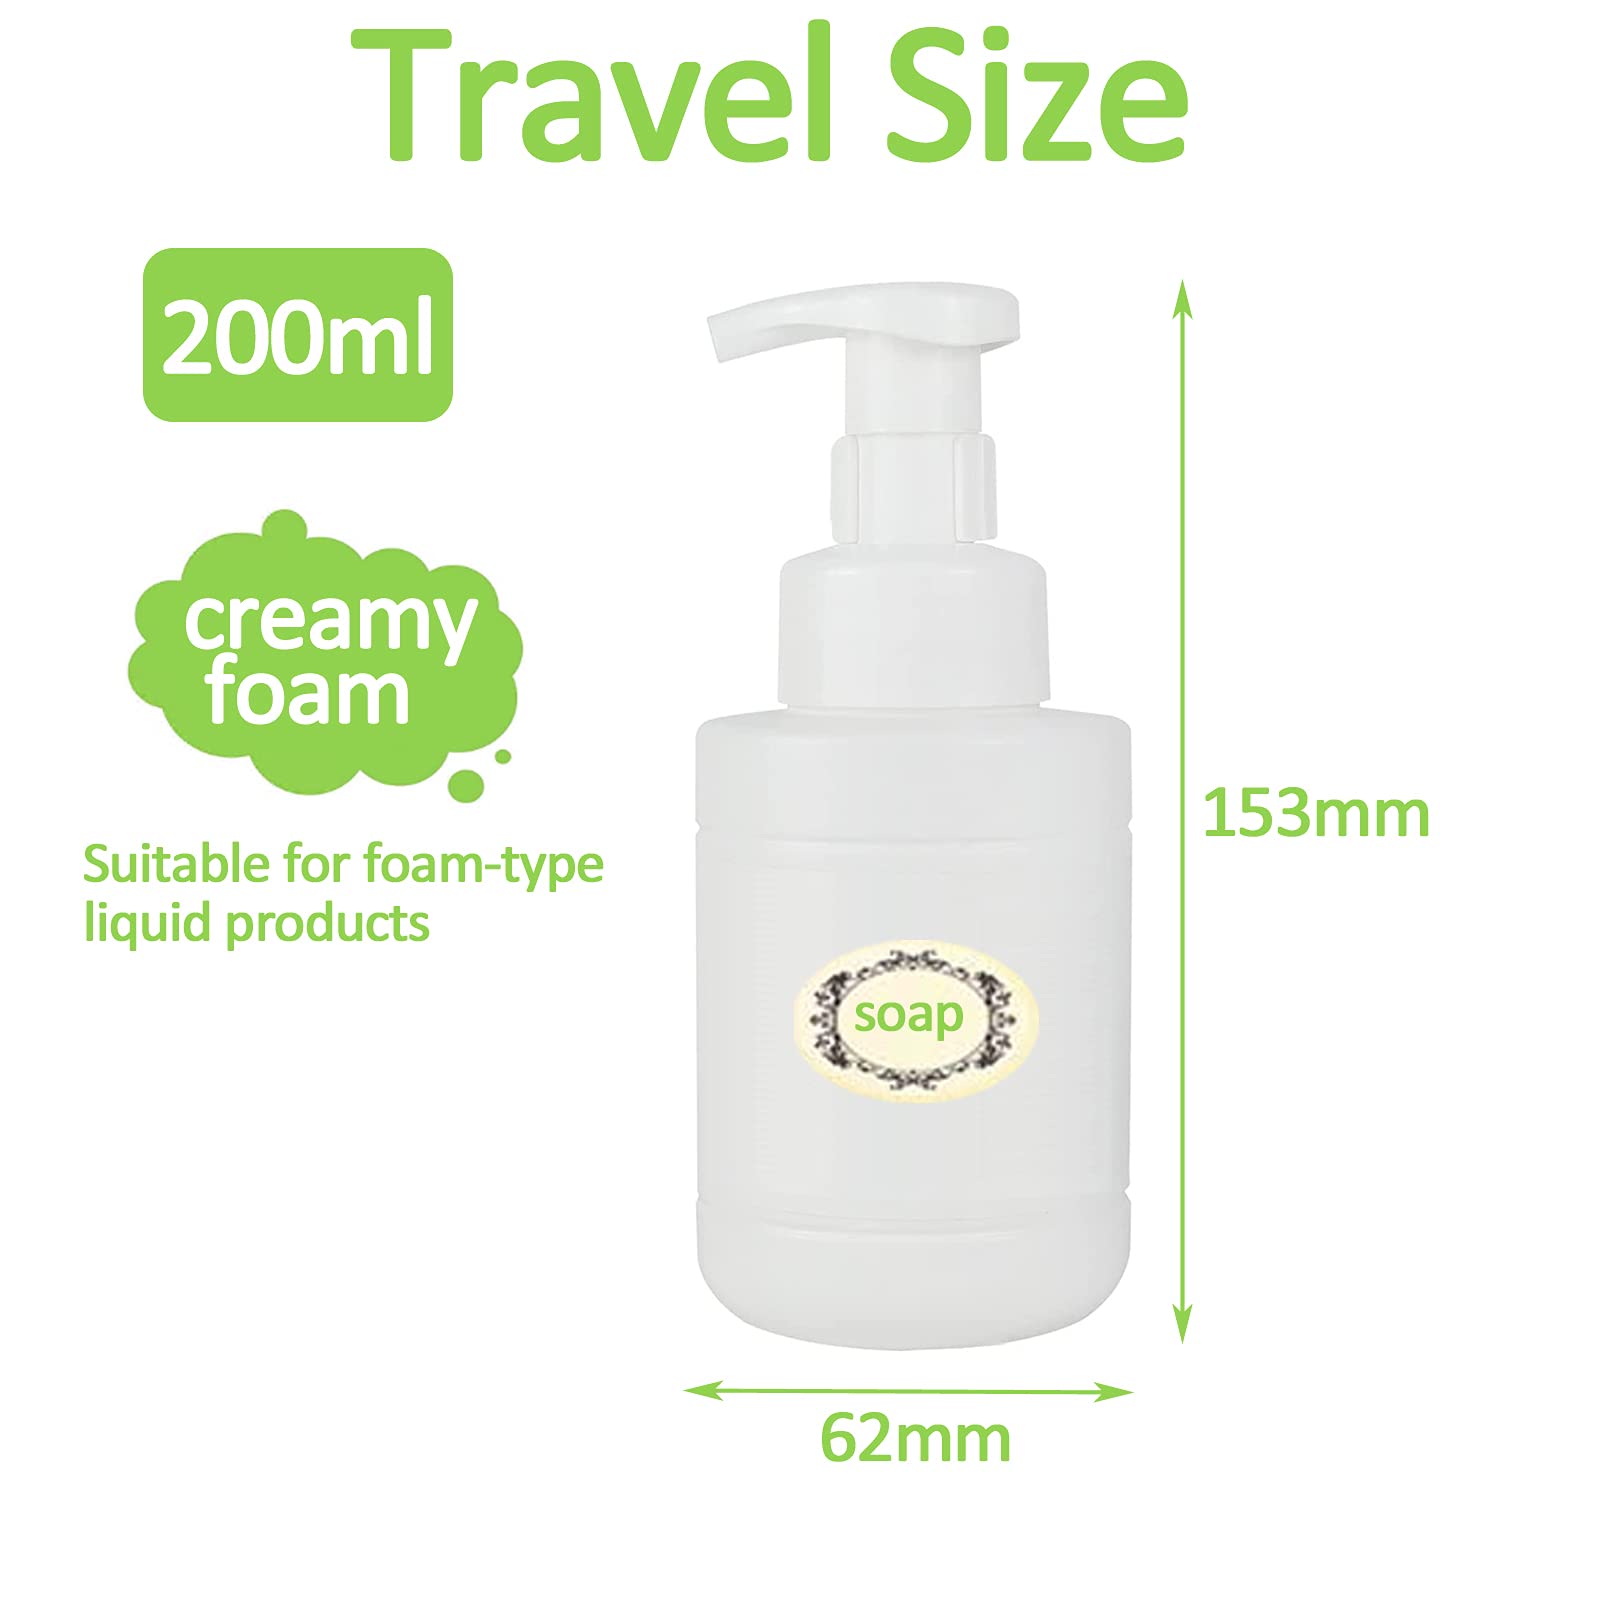 Travel Size
200ml
creamy
foam
Suitable for foam-type
liquid products
soap
153mm
62mm